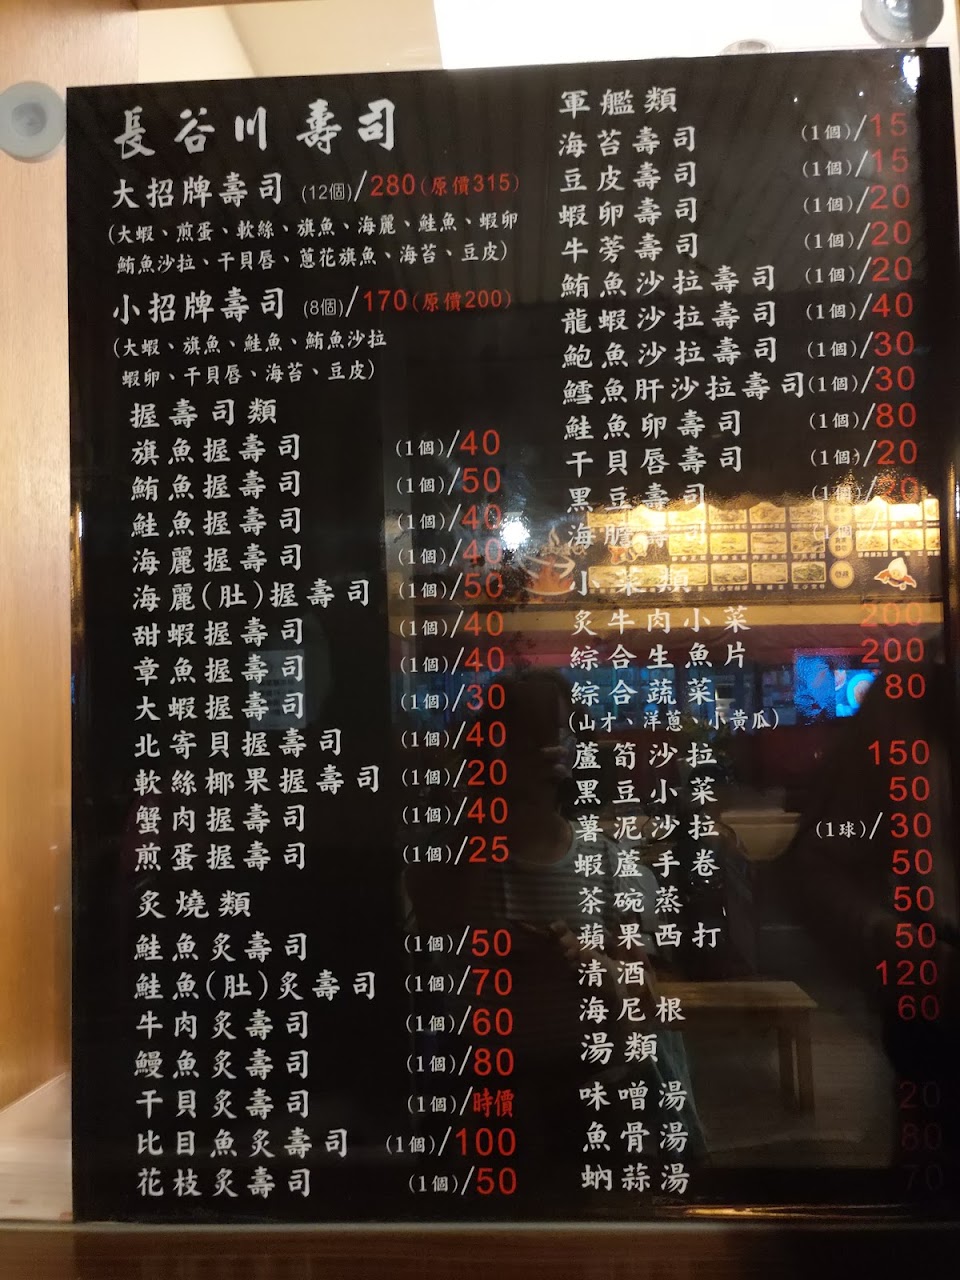 長谷川 壽司
大招牌壽司 (12個)/280(原價315)
(大蝦、煎蛋、軟絲、旗魚、海麗、鮭魚、蝦卵
鮪魚沙拉、干貝唇、蔥花旗魚、海苔、豆皮)
小招牌壽司 (8個)/170(原價200)
(大蝦、旗魚、鮭魚、鮪魚沙拉
蝦卵、干貝唇、海苔、豆皮)
握壽司類
旗魚握壽司 (1個)/40
鮪魚握壽司 (1個)/50
鮭魚握壽司 (1個)/40
海麗握壽司 (1個)/40
海麗(肚)握壽司 (1個)/50
甜蝦握壽司 (1個)/40
章魚握壽司 (1個)/40
大蝦握壽司 (1個)/30
北寄貝握壽司 (1個)/40
軟絲椰果握壽司 (1個)/20
蟹肉握壽司 (1個)/40
煎蛋握壽司 (1個)/25
炙燒類
鮭魚炙壽司 (1個)/50
鮭魚(肚)炙壽司 (1個)/70
牛肉炙壽司 (1個)/60
鰻魚炙壽司 (1個)/80
干貝炙壽司 (1個)/時價
比目魚炙壽司 (1個)/100
花枝炙壽司 (1個)/50
軍艦類
海苔壽司 (1個)/15
豆皮壽司 (1個)/15
蝦卵壽司 (1個)/20
牛蒡壽司 (1個)/20
鮪魚沙拉壽司 (1個)/20
龍蝦沙拉壽司 (1個)/40
鮑魚沙拉壽司 (1個)/30
鱈魚肝沙拉壽司 (1個)/30
鮭魚卵壽司 (1個)/80
干貝唇壽司 (1個)/20
黑豆壽司 (1個)/20
海膽壽司 (1個)/
小菜類
炙牛肉小菜 200
綜合生魚片 200
綜合蔬菜 80
(山才、洋蔥、小黃瓜)
蘆筍沙拉 150
黑豆小菜 50
薯泥沙拉 (1球)/30
蝦蘆手卷 50
茶碗蒸 50
蘋果西打 50
清酒 120
海尼根 60
湯類
味噌湯 20
魚骨湯 80
蚋蒜湯 70